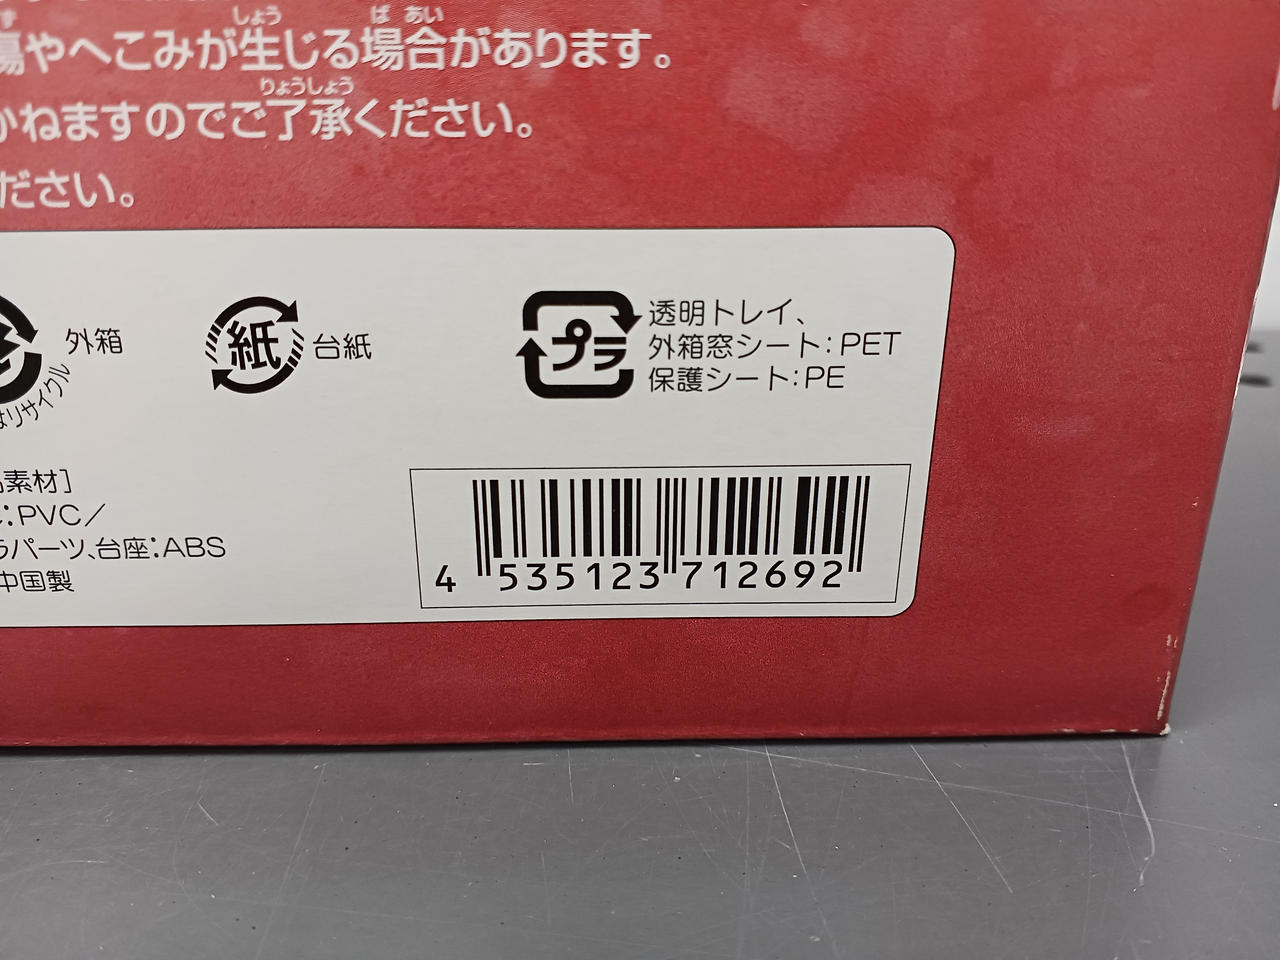 傷やへこみが生じる場合があります。
かねますのでご了承ください。
ださい。
外箱
紙
台紙
プラ
透明トレイ、
外箱窓シート:PET
保護シート:PE
はリサイクル
素材]
:PVC/
パーツ、台座:ABS
中国製
4 535123 712692